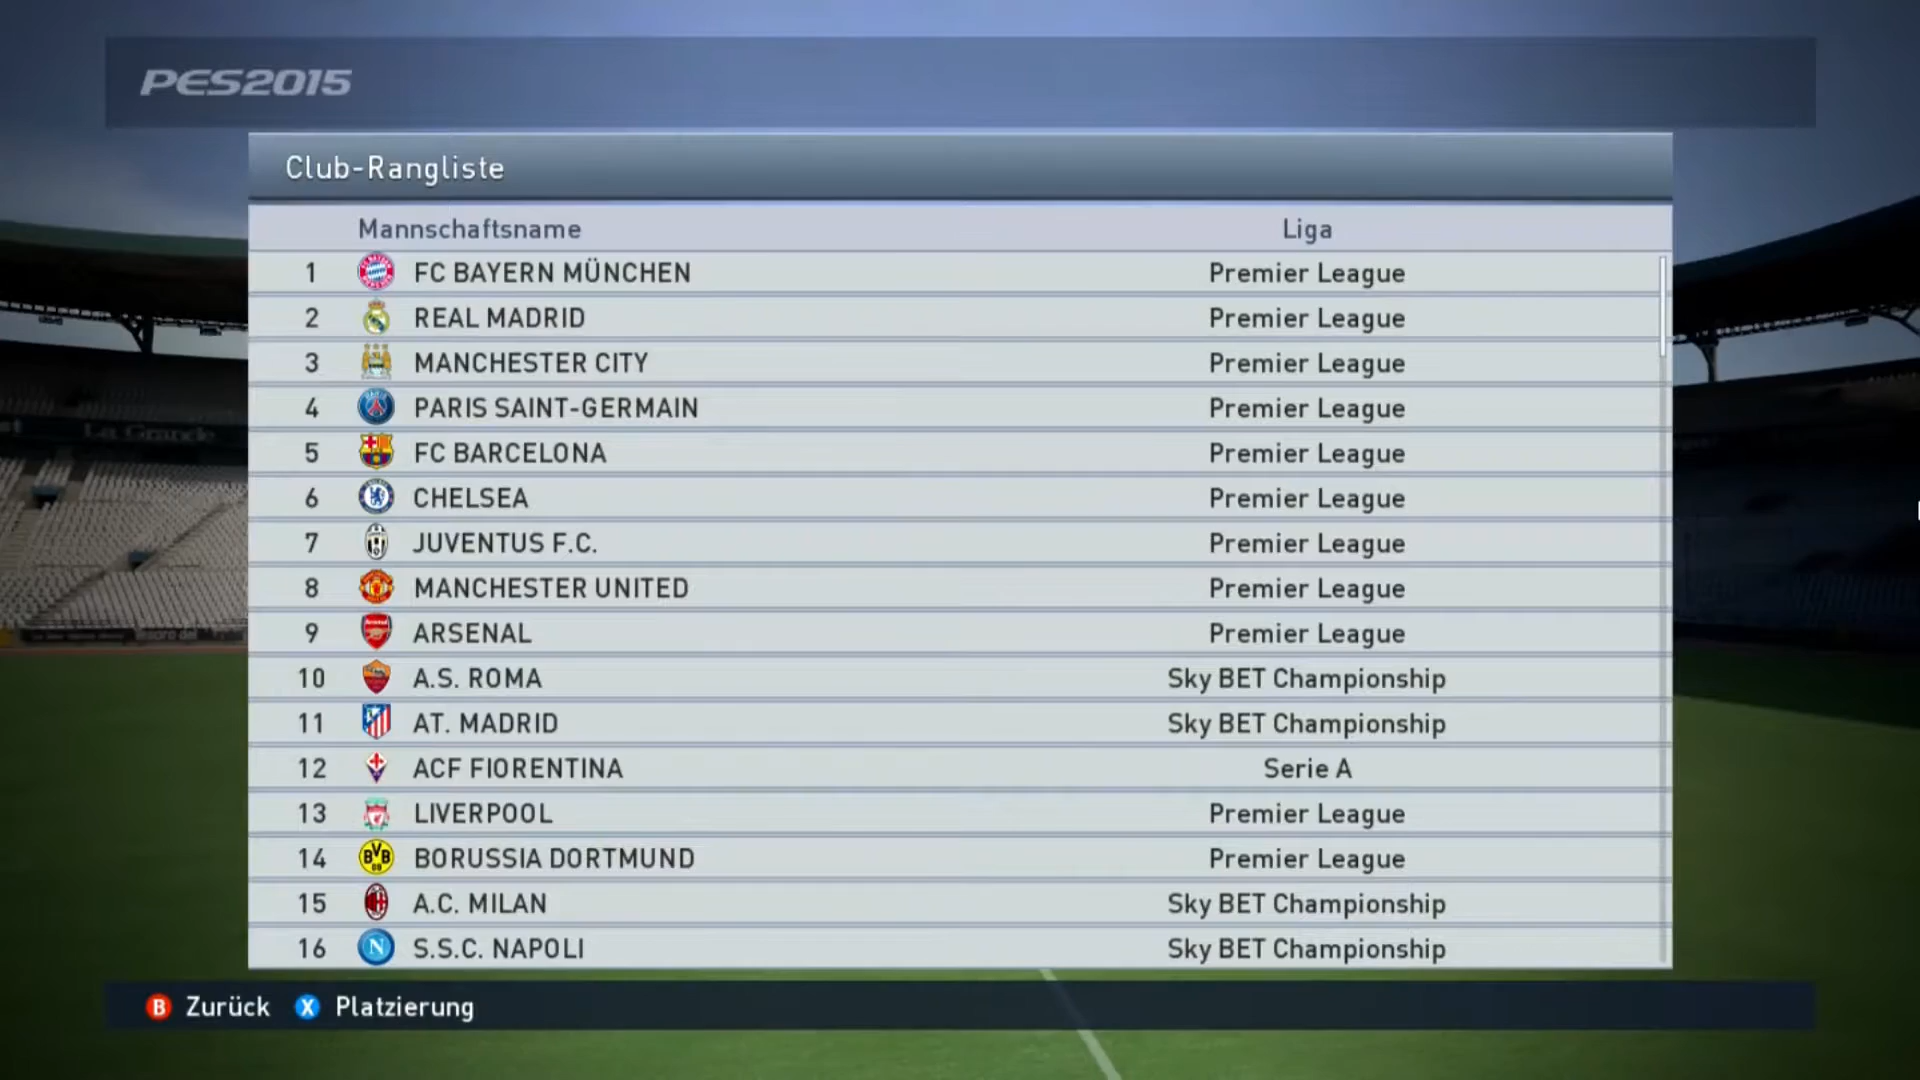 PES2015
Club-Rangliste
Mannschaftsname Liga
1 FC BAYERN MÜNCHEN Premier League
2 REAL MADRID Premier League
3 MANCHESTER CITY Premier League
4 PARIS SAINT-GERMAIN Premier League
5 FC BARCELONA Premier League
6 CHELSEA Premier League
7 JUVENTUS F.C. Premier League
8 MANCHESTER UNITED Premier League
9 ARSENAL Premier League
10 A.S. ROMA Sky BET Championship
11 AT. MADRID Sky BET Championship
12 ACF FIORENTINA Serie A
13 LIVERPOOL Premier League
14 BORUSSIA DORTMUND Premier League
15 A.C. MILAN Sky BET Championship
16 S.S.C. NAPOLI Sky BET Championship
La Grande
B Zurück X Platzierung